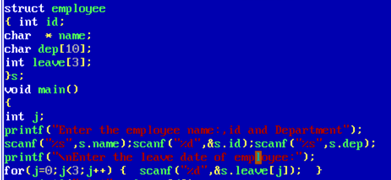 struct employee
{ int id;
char * name;
char dep[10];
int leave[3];
}s;
void main()
{
int j;
printf("Enter the employee name:,id and Department");
scanf("%s",s.name);scanf("%d",&s.id);scanf("%s",s.dep);
printf("\nEnter the leave date of employee:");
for(j=0;j<3;j++) { scanf("%d",&s.leave[j]); }